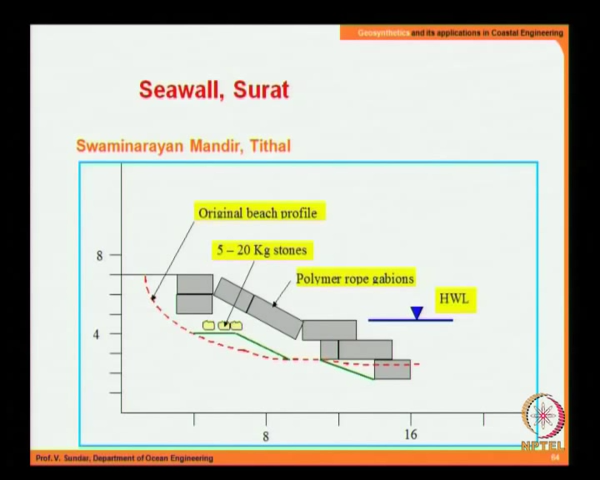 Geosynthetics and its applications in Coastal Engineering
Seawall, Surat
Swaminarayan Mandir, Tithal
Original beach profile
5 – 20 Kg stones
Polymer rope gabions
HWL
8
4
8
16
NPTEL
Prof. V. Sundar, Department of Ocean Engineering
64